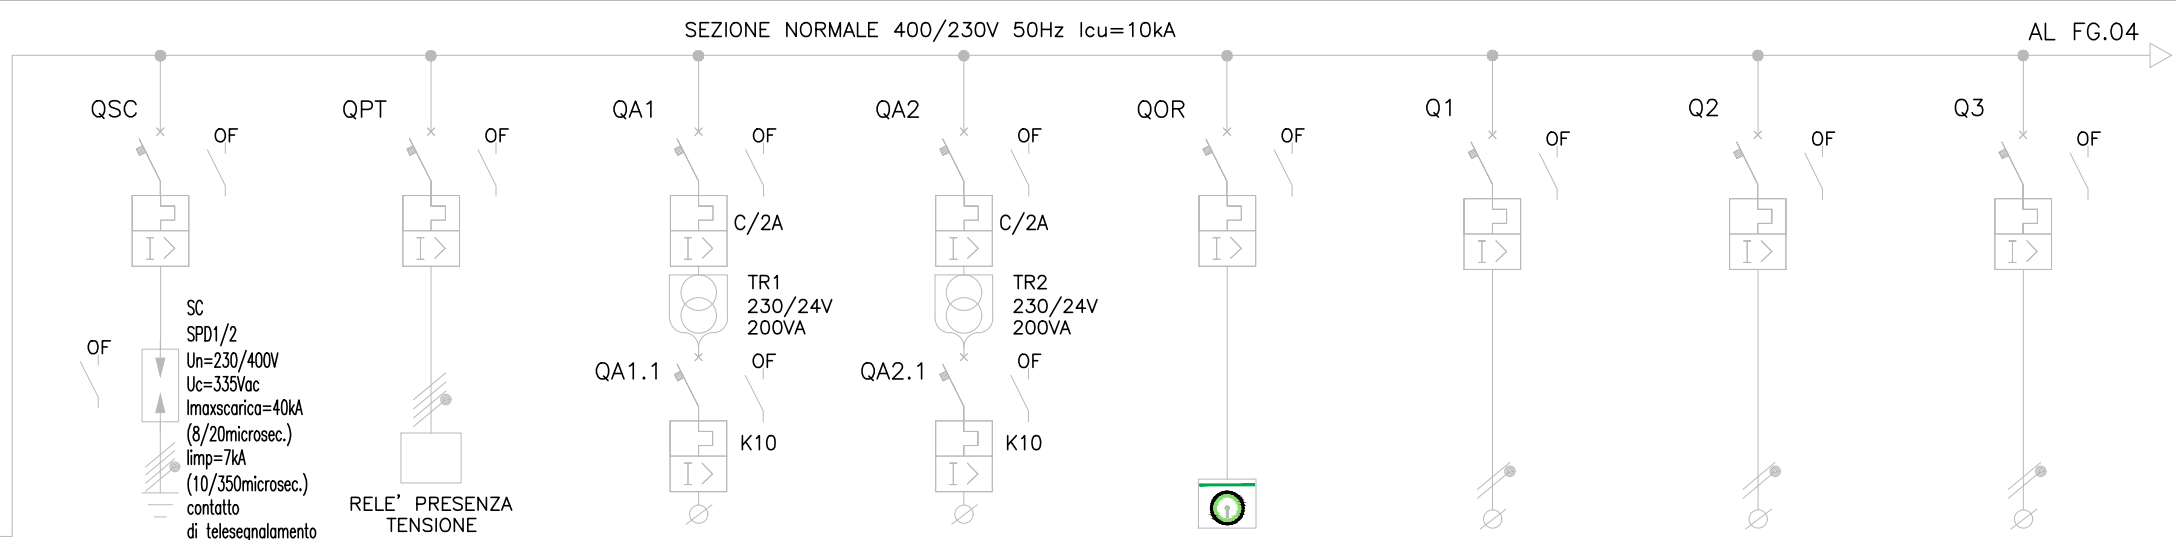 SEZIONE NORMALE 400/230V 50Hz Icu=10kA
AL FG.04
QSC
OF
QPT
OF
QA1
OF
QA2
OF
QOR
OF
Q1
OF
Q2
OF
Q3
OF
I>
I>
C/2A
I>
C/2A
I>
I>
I>
I>
I>
SC
SPD1/2
Un=230/400V
Uc=335Vac
Imaxscarica=40kA
(8/20microsec.)
Iimp=7kA
(10/350microsec.)
contatto
di telesegnalamento
OF
RELE' PRESENZA
TENSIONE
TR1
230/24V
200VA
QA1.1
OF
K10
I>
TR2
230/24V
200VA
QA2.1
OF
K10
I>